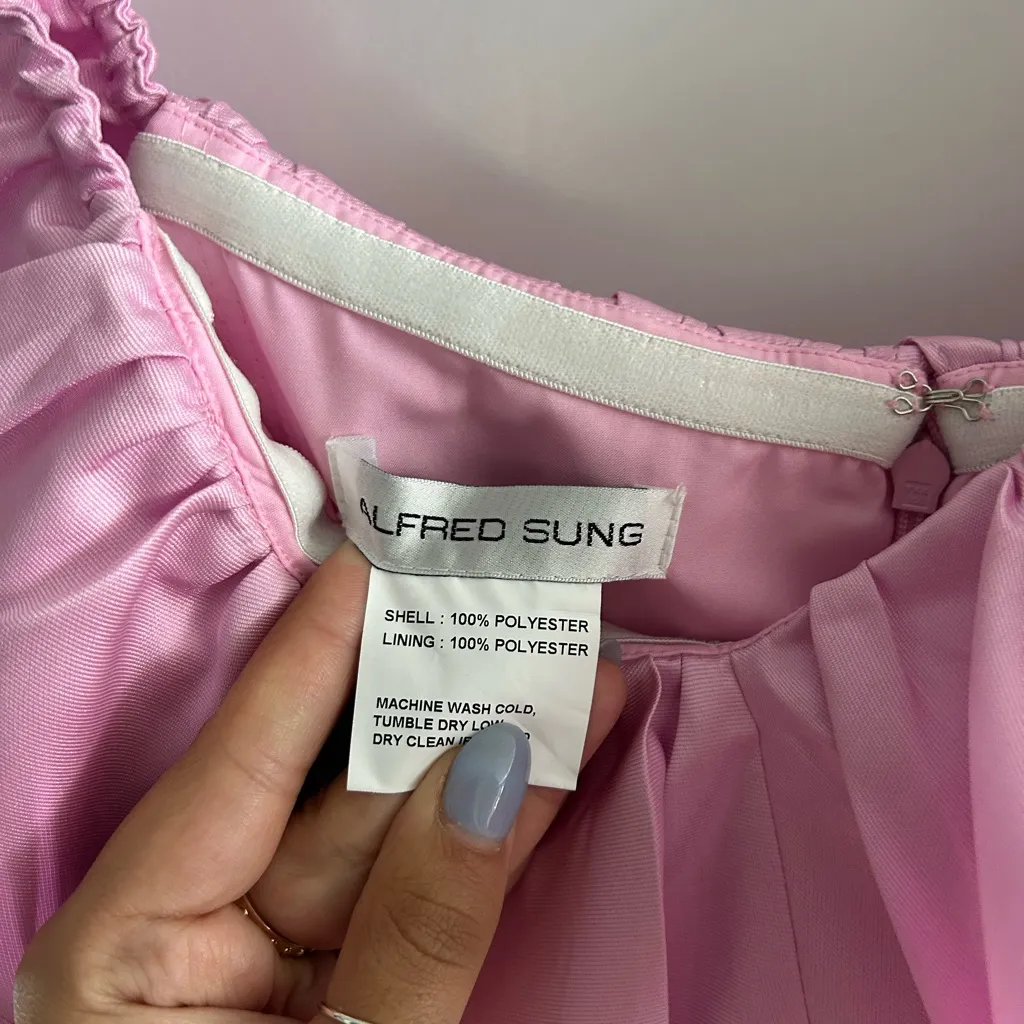 ALFRED SUNG
SHELL : 100% POLYESTER
LINING : 100% POLYESTER
MACHINE WASH COLD,
TUMBLE DRY LOW
DRY CLEAN